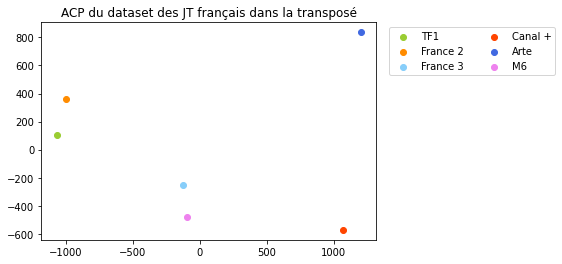 ACP du dataset des JT français dans la transposé
800
600
400
200
0
−200
−400
−600
−1000
−500
0
500
1000
TF1
France 2
France 3
Canal +
Arte
M6